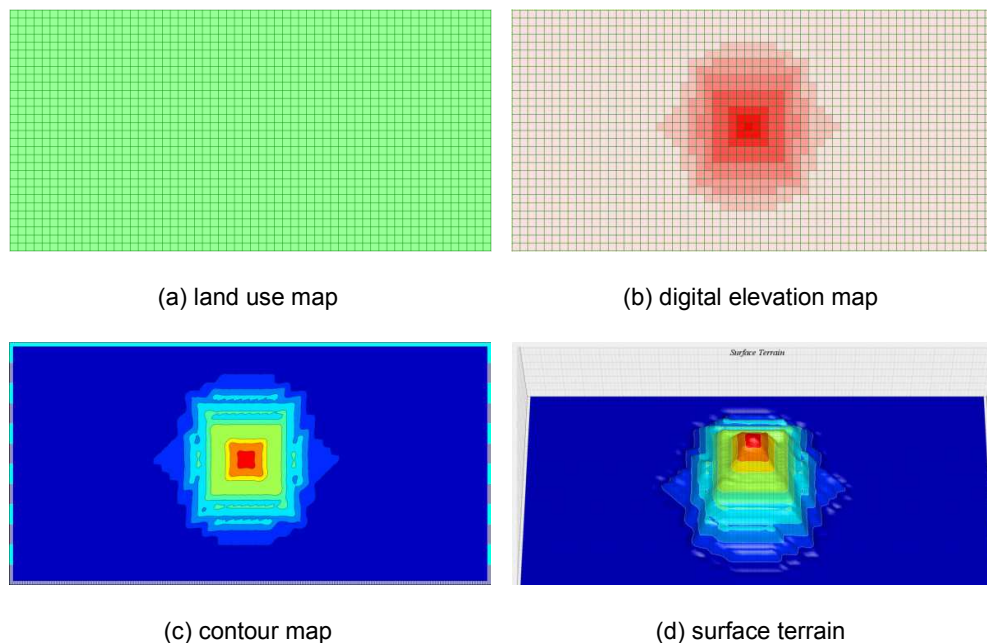 (a) land use map
(b) digital elevation map
Surface Terrain
(c) contour map
(d) surface terrain